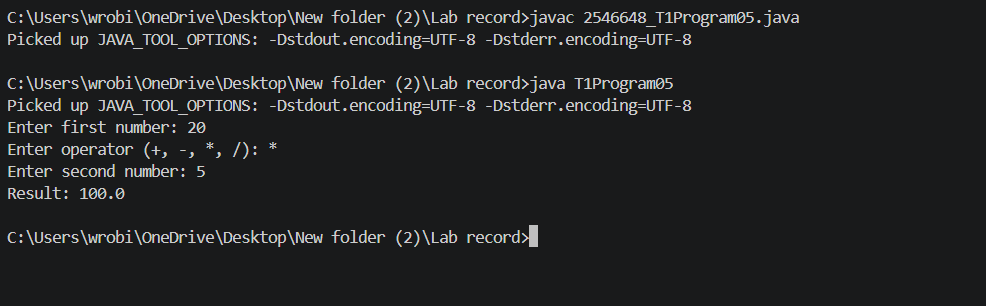 C:\Users\wrobi\OneDrive\Desktop\New folder (2)\Lab record>javac 2546648_T1Program05.java
Picked up JAVA_TOOL_OPTIONS: -Dstdout.encoding=UTF-8 -Dstderr.encoding=UTF-8
C:\Users\wrobi\OneDrive\Desktop\New folder (2)\Lab record>java T1Program05
Picked up JAVA_TOOL_OPTIONS: -Dstdout.encoding=UTF-8 -Dstderr.encoding=UTF-8
Enter first number: 20
Enter operator (+, -, *, /): *
Enter second number: 5
Result: 100.0
C:\Users\wrobi\OneDrive\Desktop\New folder (2)\Lab record>